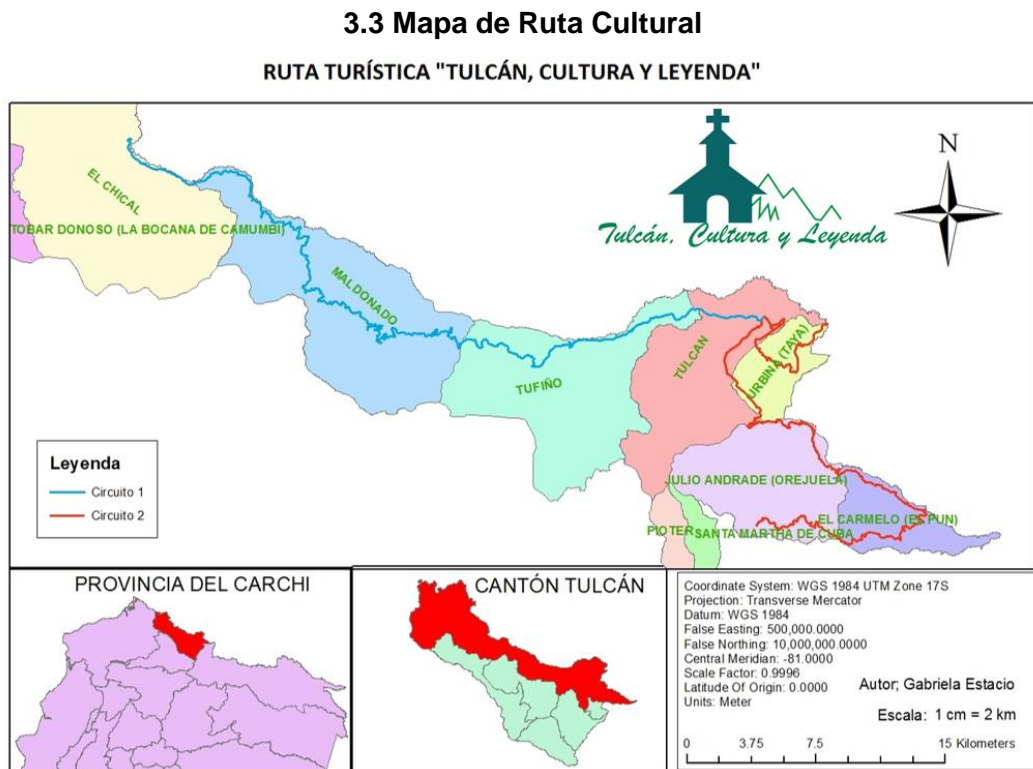 3.3 Mapa de Ruta Cultural
RUTA TURÍSTICA "TULCÁN, CULTURA Y LEYENDA"
N
Tulcán, Cultura y Leyenda
EL CHICAL
TOBAR DONOSO (LA BOCANA DE CAMUMBI)
MALDONADO
TUFIÑO
TULCAN
URBINA (TAYA)
JULIO ANDRADE (OREJUELA)
EL CARMELO (EL PUN)
PIOTER
SANTA MARTHA DE CUBA
Leyenda
Circuito 1
Circuito 2
PROVINCIA DEL CARCHI
CANTÓN TULCÁN
Coordinate System: WGS 1984 UTM Zone 17S
Projection: Transverse Mercator
Datum: WGS 1984
False Easting: 500,000.0000
False Northing: 10,000,000.0000
Central Meridian: -81.0000
Scale Factor: 0.9996
Latitude Of Origin: 0.0000
Units: Meter
Autor; Gabriela Estacio
Escala: 1 cm = 2 km
0 3.75 7.5 15 Kilometers